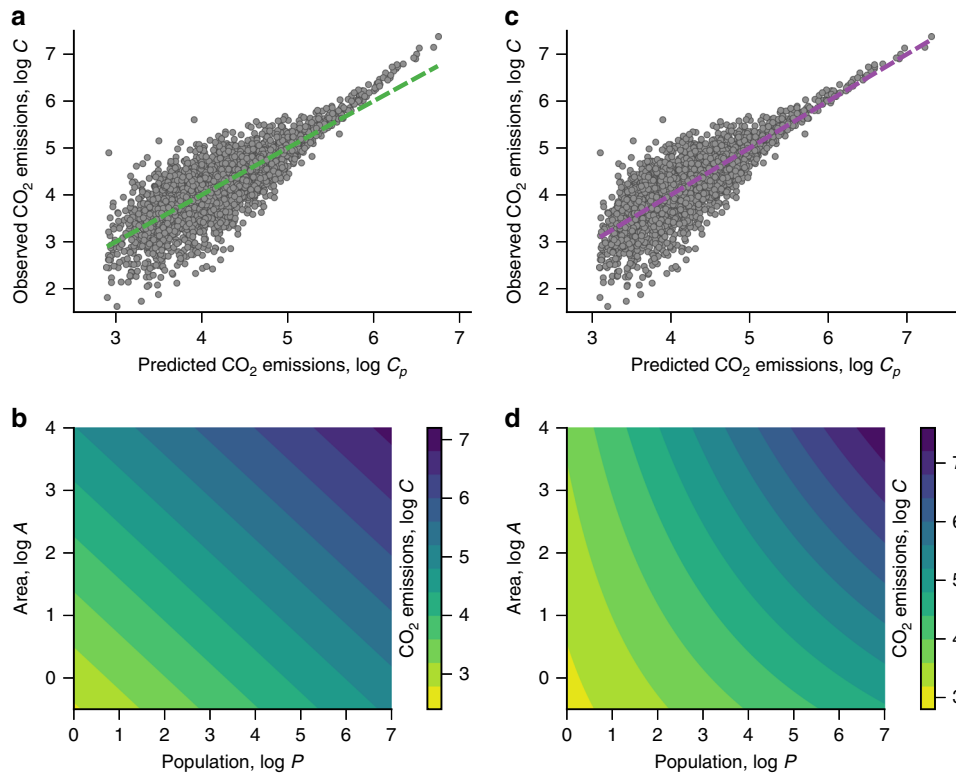 a
Observed CO2 emissions, log C
7
6
5
4
3
2
3 4 5 6 7
Predicted CO2 emissions, log Cp
c
Observed CO2 emissions, log C
7
6
5
4
3
2
3 4 5 6 7
Predicted CO2 emissions, log Cp
b
Area, log A
4
3
2
1
0
0 1 2 3 4 5 6 7
Population, log P
7
6
5
4
3
CO2 emissions, log C
d
Area, log A
4
3
2
1
0
0 1 2 3 4 5 6 7
Population, log P
CO2 emissions, log C
7
6
5
4
3